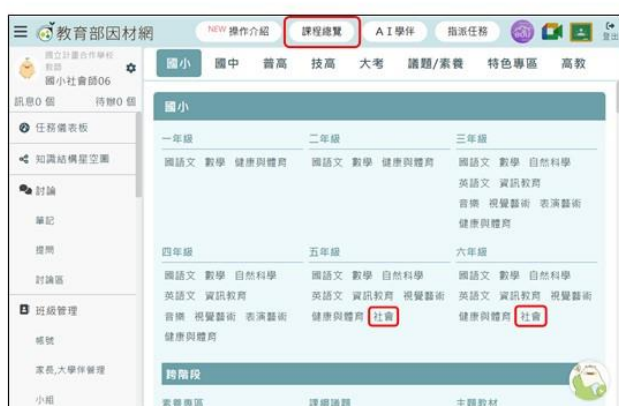 教育部因材網
NEW 操作介紹 課程總覽 AI學伴 指派任務
登出
國立計畫合作學校
教師
國小社會師06
訊息0 個 待辦0 個
任務儀表板
知識結構星空圖
討論
筆記
提問
討論區
班級管理
帳號
家長,大學伴管理
小組
國小 國中 普高 技高 大考 議題/素養 特色專區 高教
國小
一年級 二年級 三年級
國語文 數學 健康與體育 國語文 數學 健康與體育 國語文 數學 自然科學
英語文 資訊教育
音樂 視覺藝術 表演藝術
健康與體育
四年級 五年級 六年級
國語文 數學 自然科學 國語文 數學 自然科學 國語文 數學 自然科學
英語文 資訊教育 英語文 資訊教育 視覺藝術 英語文 資訊教育 視覺藝術
音樂 視覺藝術 表演藝術 健康與體育 社會 健康與體育 社會
健康與體育
跨階段
素養專區 課綱議題 主題教材